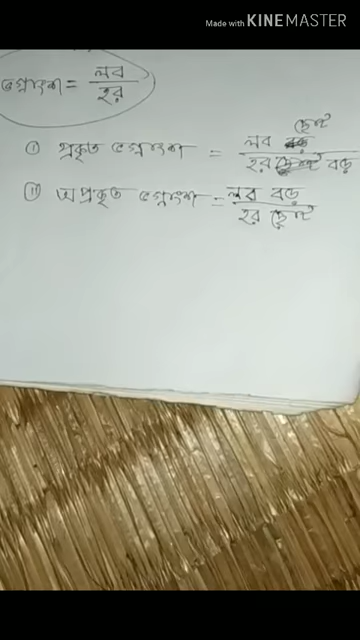 Made with KINEMASTER
ভগ্নাংশ = লব
হর
ছোট
(i) প্রকৃত ভগ্নাংশ = লব
হর বড়
(ii) অপ্রকৃত ভগ্নাংশ = লব বড়
হর ছোট